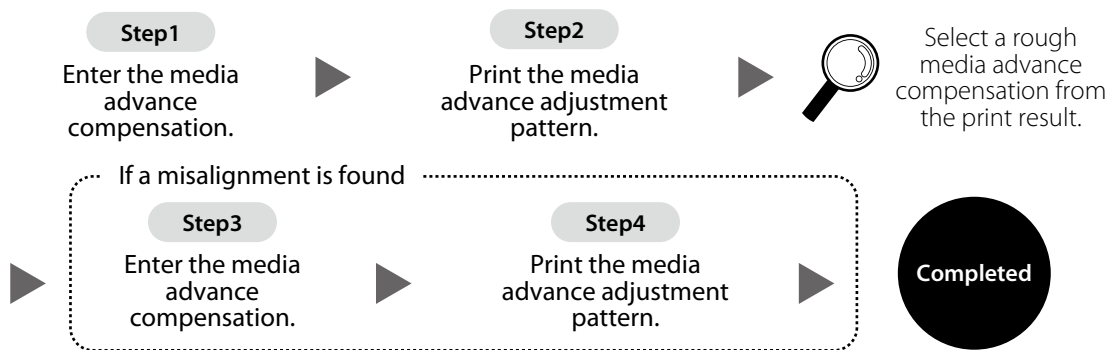 Step1
Enter the media
advance
compensation.
Step2
Print the media
advance adjustment
pattern.
Select a rough
media advance
compensation from
the print result.
If a misalignment is found
Step3
Enter the media
advance
compensation.
Step4
Print the media
advance adjustment
pattern.
Completed